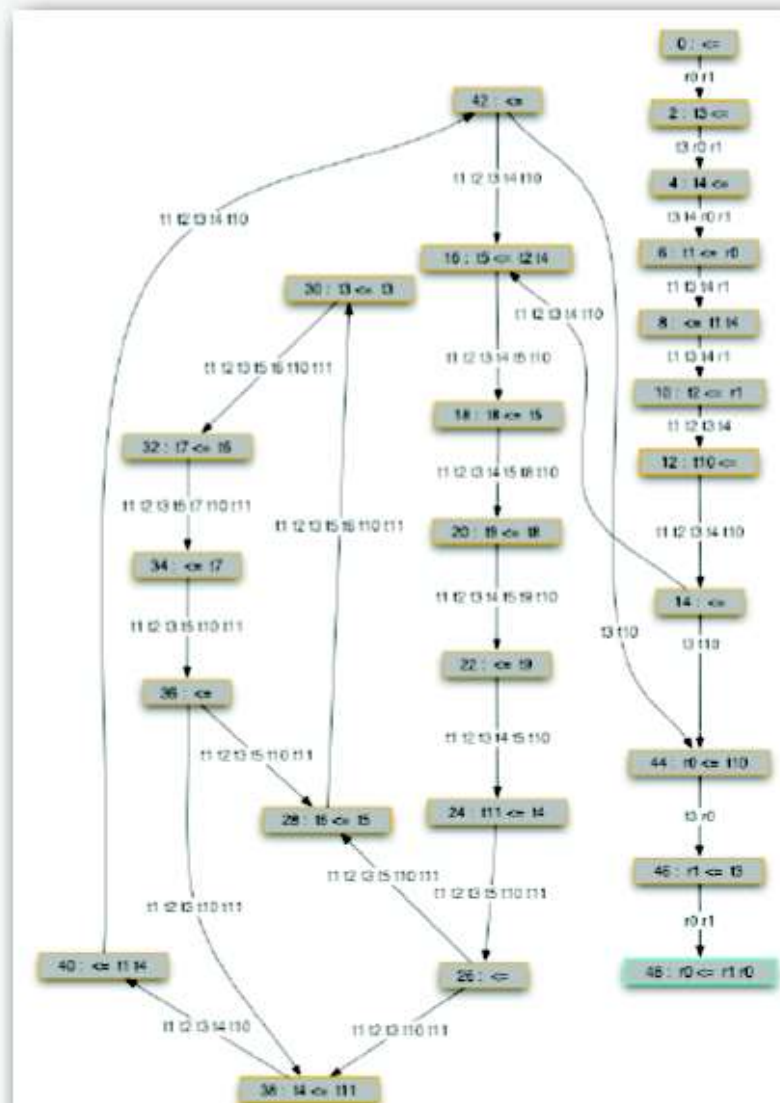 0 : <=
r0 r1
42 : <=
2 : t3 <=
t3 r0 r1
4 : t4 <=
t1 t2 t3 t4 t10
t1 t2 t3 t4 t10
t3 t4 r0 r1
16 : t5 <= t2 t4
6 : t1 <= r0
30 : t3 <= t3
t1 t3 t4 r1
t1 t2 t3 t4 t10
8 : <= t1 t4
t1 t2 t3 t5 t6 t10 t11
t1 t2 t3 t4 t5 t10
t1 t3 t4 r1
10 : t2 <= r1
18 : t8 <= t5
t1 t2 t3 t4
32 : t7 <= t6
12 : t10 <=
t1 t2 t3 t4 t5 t8 t10
t1 t2 t3 t5 t7 t10 t11
t1 t2 t3 t5 t6 t10 t11
20 : t9 <= t8
t1 t2 t3 t4 t10
34 : <= t7
t1 t2 t3 t4 t5 t9 t10
14 : <=
t1 t2 t3 t5 t10 t11
t3 t10
t3 t10
22 : <= t9
36 : <=
t1 t2 t3 t4 t5 t10
t1 t2 t3 t5 t10 t11
44 : r0 <= t10
28 : t6 <= t5
24 : t11 <= t4
t3 r0
t1 t2 t3 t5 t10 t11
t1 t2 t3 t5 t10 t11
46 : r1 <= t3
t1 t2 t3 t10 t11
r0 r1
40 : <= t1 t4
26 : <=
48 : r0 <= r1 r0
t1 t2 t3 t4 t10
t1 t2 t3 t10 t11
38 : t4 <= t11